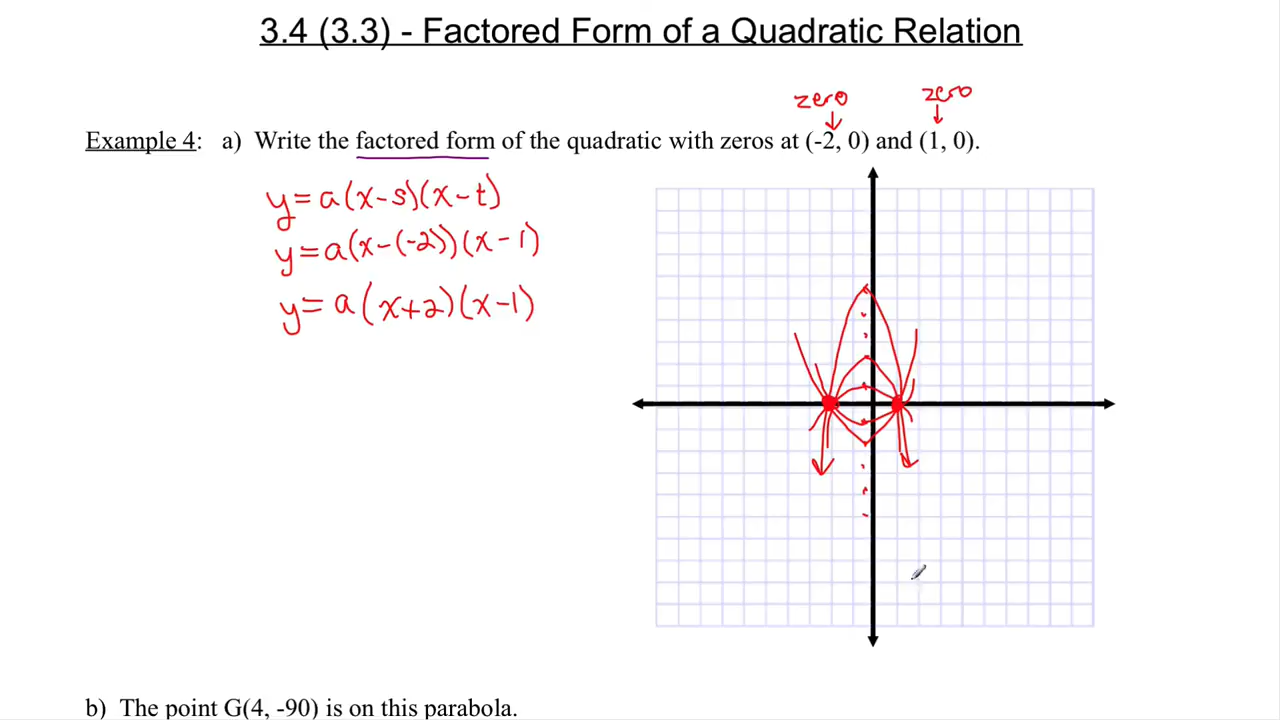 3.4 (3.3) - Factored Form of a Quadratic Relation
zero zero
Example 4: a) Write the factored form of the quadratic with zeros at (-2, 0) and (1, 0).
y = a(x-s)(x-t)
y = a(x-(-2))(x-1)
y = a(x+2)(x-1)
b) The point G(4, -90) is on this parabola.